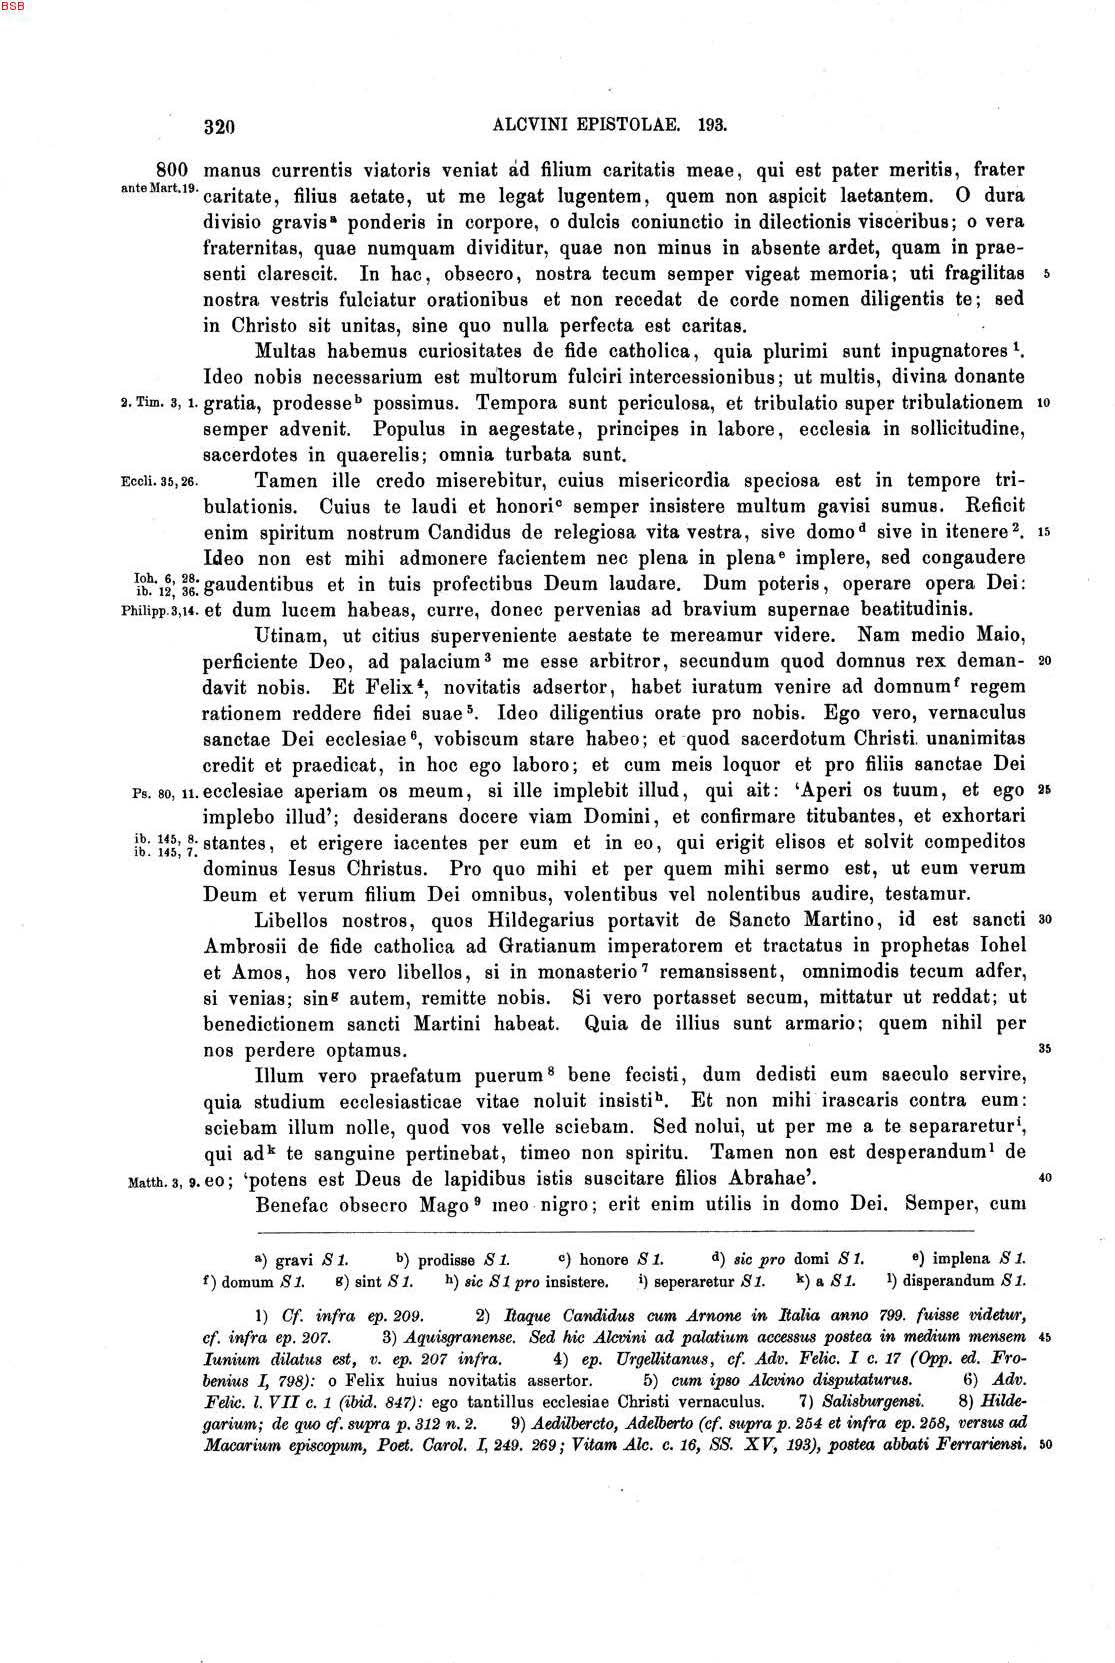 BSB
320 ALCVINI EPISTOLAE. 193.
800 manus currentis viatoris veniat ad filium caritatis meae, qui est pater meritis, frater
ante Mart.19. caritate, filius aetate, ut me legat lugentem, quem non aspicit laetantem. O dura
divisio gravis a ponderis in corpore, o dulcis coniunctio in dilectionis visceribus; o vera
fraternitas, quae numquam dividitur, quae non minus in absente ardet, quam in prae-
senti clarescit. In hac, obsecro, nostra tecum semper vigeat memoria; uti fragilitas 5
nostra vestris fulciatur orationibus et non recedat de corde nomen diligentis te; sed
in Christo sit unitas, sine quo nulla perfecta est caritas.
Multas habemus curiositates de fide catholica, quia plurimi sunt inpugnatores 1.
Ideo nobis necessarium est multorum fulciri intercessionibus; ut multis, divina donante
2. Tim. 3, 1. gratia, prodesse b possimus. Tempora sunt periculosa, et tribulatio super tribulationem 10
semper advenit. Populus in aegestate, principes in labore, ecclesia in sollicitudine,
sacerdotes in quaerelis; omnia turbata sunt.
Eccli. 35, 26. Tamen ille credo miserebitur, cuius misericordia speciosa est in tempore tri-
bulationis. Cuius te laudi et honori c semper insistere multum gavisi sumus. Reficit
enim spiritum nostrum Candidus de relegiosa vita vestra, sive domo d sive in itenere 2. 15
Ideo non est mihi admonere facientem nec plena in plena e implere, sed congaudere
Ioh. 6, 28. ib. 12, 36. gaudentibus et in tuis profectibus Deum laudare. Dum poteris, operare opera Dei:
Philipp. 3,14. et dum lucem habeas, curre, donec pervenias ad bravium supernae beatitudinis.
Utinam, ut citius superveniente aestate te mereamur videre. Nam medio Maio,
perficiente Deo, ad palacium 3 me esse arbitror, secundum quod domnus rex deman- 20
davit nobis. Et Felix 4, novitatis adsertor, habet iuratum venire ad domnum f regem
rationem reddere fidei suae 5. Ideo diligentius orate pro nobis. Ego vero, vernaculus
sanctae Dei ecclesiae 6, vobiscum stare habeo; et quod sacerdotum Christi unanimitas
credit et praedicat, in hoc ego laboro; et cum meis loquor et pro filiis sanctae Dei
Ps. 80, 11. ecclesiae aperiam os meum, si ille implebit illud, qui ait: ‘Aperi os tuum, et ego 25
implebo illud’; desiderans docere viam Domini, et confirmare titubantes, et exhortari
ib. 145, 8. ib. 145, 7. stantes, et erigere iacentes per eum et in eo, qui erigit elisos et solvit compeditos
dominus Iesus Christus. Pro quo mihi et per quem mihi sermo est, ut eum verum
Deum et verum filium Dei omnibus, volentibus vel nolentibus audire, testamur.
Libellos nostros, quos Hildegarius portavit de Sancto Martino, id est sancti 30
Ambrosii de fide catholica ad Gratianum imperatorem et tractatus in prophetas Iohel
et Amos, hos vero libellos, si in monasterio 7 remansissent, omnimodis tecum adfer,
si venias; sin g autem, remitte nobis. Si vero portasset secum, mittatur ut reddat; ut
benedictionem sancti Martini habeat. Quia de illius sunt armario; quem nihil per
nos perdere optamus. 35
Illum vero praefatum puerum 8 bene fecisti, dum dedisti eum saeculo servire,
quia studium ecclesiasticae vitae noluit insisti h. Et non mihi irascaris contra eum:
sciebam illum nolle, quod vos velle sciebam. Sed nolui, ut per me a te separaretur i,
qui ad k te sanguine pertinebat, timeo non spiritu. Tamen non est desperandum l de
Matth. 3, 9. eo; ‘potens est Deus de lapidibus istis suscitare filios Abrahae’. 40
Benefac obsecro Mago 9 meo nigro; erit enim utilis in domo Dei. Semper, cum
a) gravi S 1. b) prodisse S 1. c) honore S 1. d) sic pro domi S 1. e) implena S 1.
f) domum S 1. g) sint S 1. h) sic S 1 pro insistere. i) seperaretur S 1. k) a S 1. l) disperandum S 1.
1) Cf. infra ep. 209. 2) Itaque Candidus cum Arnone in Italia anno 799. fuisse videtur,
cf. infra ep. 207. 3) Aquisgranense. Sed hic Alcvini ad palatium accessus postea in medium mensem 45
Iunium dilatus est, v. ep. 207 infra. 4) ep. Urgellitanus, cf. Adv. Felic. I c. 17 (Opp. ed. Fro-
benius I, 798): o Felix huius novitatis assertor. 5) cum ipso Alcvino disputaturus. 6) Adv.
Felic. l. VII c. 1 (ibid. 847): ego tantillus ecclesiae Christi vernaculus. 7) Salisburgensi. 8) Hilde-
garium; de quo cf. supra p. 312 n. 2. 9) Aedilbercto, Adelberto (cf. supra p. 254 et infra ep. 258, versus ad
Macarium episcopum, Poet. Carol. I, 249. 269; Vitam Alc. c. 16, SS. XV, 193), postea abbati Ferrariensi. 50